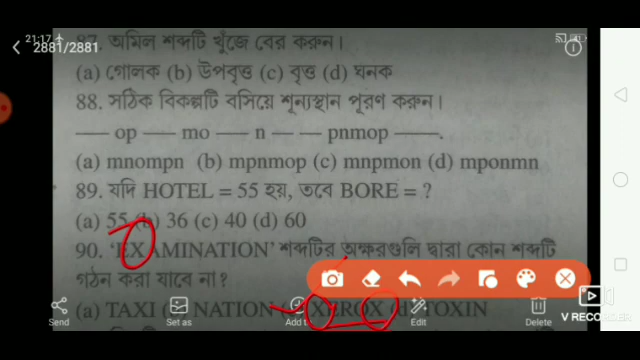 21:17
2881/2881
87. অমিল শব্দটি খুঁজে বের করুন।
(a) গোলক (b) উপবৃত্ত (c) বৃত্ত (d) ঘনক
88. সঠিক বিকল্পটি বসিয়ে শূন্যস্থান পূরণ করুন।
—— op —— mo —— n — — pnmop ——.
(a) mnompn (b) mpnmop (c) mnpmon (d) mponmn
89. যদি HOTEL = 55 হয়, তবে BORE = ?
(a) 55 (b) 36 (c) 40 (d) 60
90. 'EXAMINATION' শব্দটির অক্ষরগুলি দ্বারা কোন শব্দটি
গঠন করা যাবে না?
(a) TAXI NATION XEROX TOXIN
Send Set as Add t Edit Delete
V RECORDER